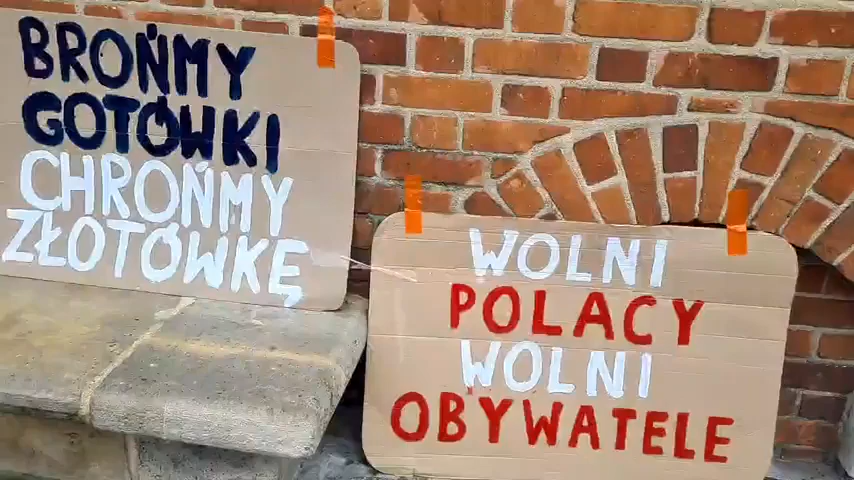 BROŃMY
GOTÓWKI
CHROŃMY
ZŁOTÓWKĘ
WOLNI
POLACY
WOLNI
OBYWATELE